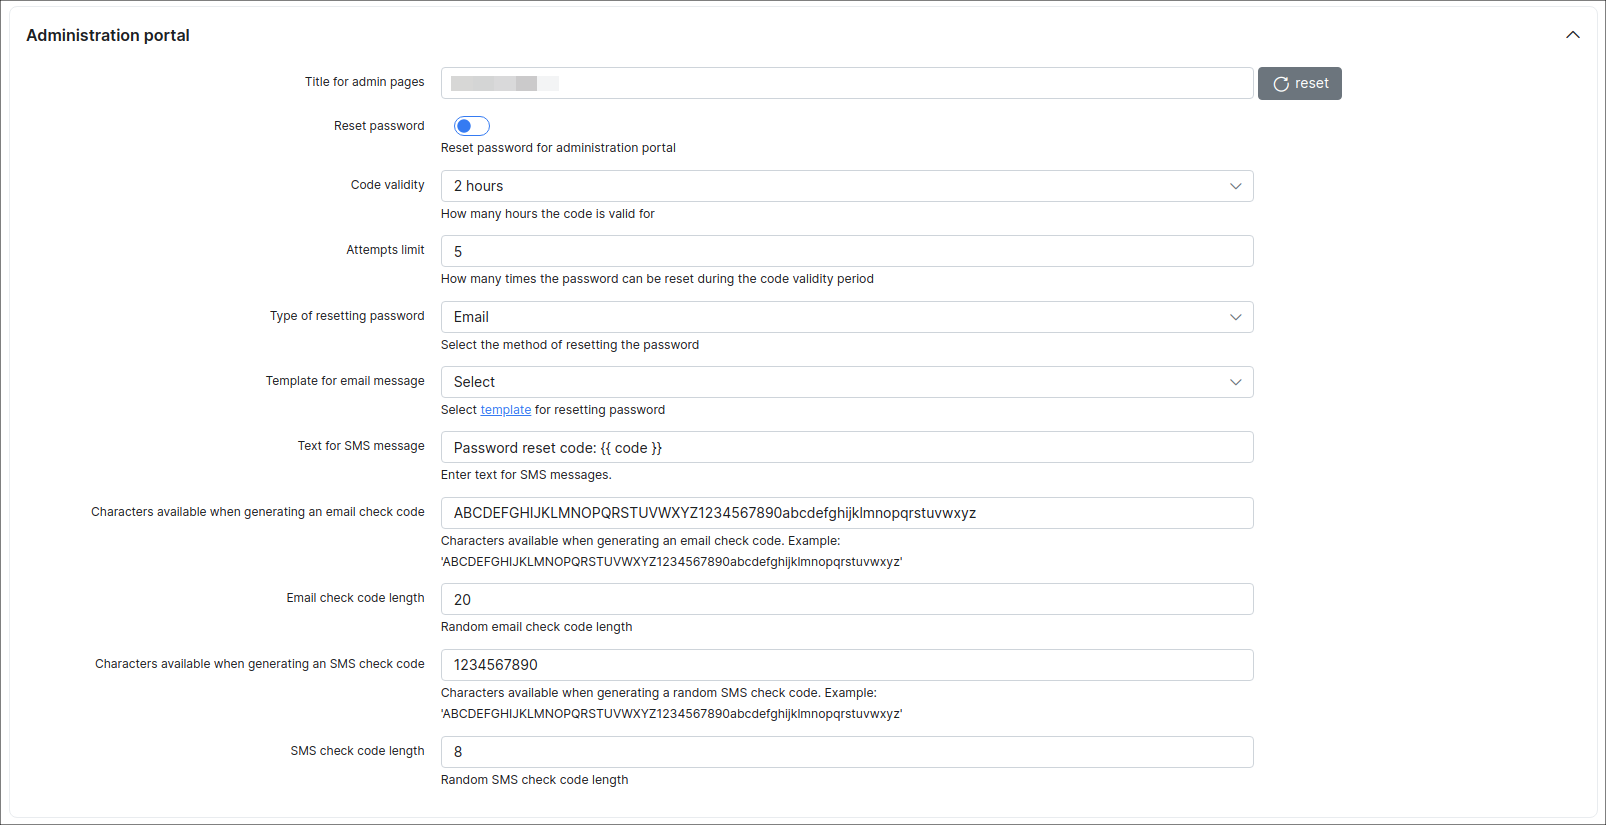 Administration portal
Title for admin pages
reset
Reset password
Reset password for administration portal
Code validity
2 hours
How many hours the code is valid for
Attempts limit
5
How many times the password can be reset during the code validity period
Type of resetting password
Email
Select the method of resetting the password
Template for email message
Select
Select template for resetting password
Text for SMS message
Password reset code: {{ code }}
Enter text for SMS messages.
Characters available when generating an email check code
ABCDEFGHIJKLMNOPQRSTUVWXYZ1234567890abcdefghijklmnopqrstuvwxyz
Characters available when generating an email check code. Example:
'ABCDEFGHIJKLMNOPQRSTUVWXYZ1234567890abcdefghijklmnopqrstuvwxyz'
Email check code length
20
Random email check code length
Characters available when generating an SMS check code
1234567890
Characters available when generating a random SMS check code. Example:
'ABCDEFGHIJKLMNOPQRSTUVWXYZ1234567890abcdefghijklmnopqrstuvwxyz'
SMS check code length
8
Random SMS check code length